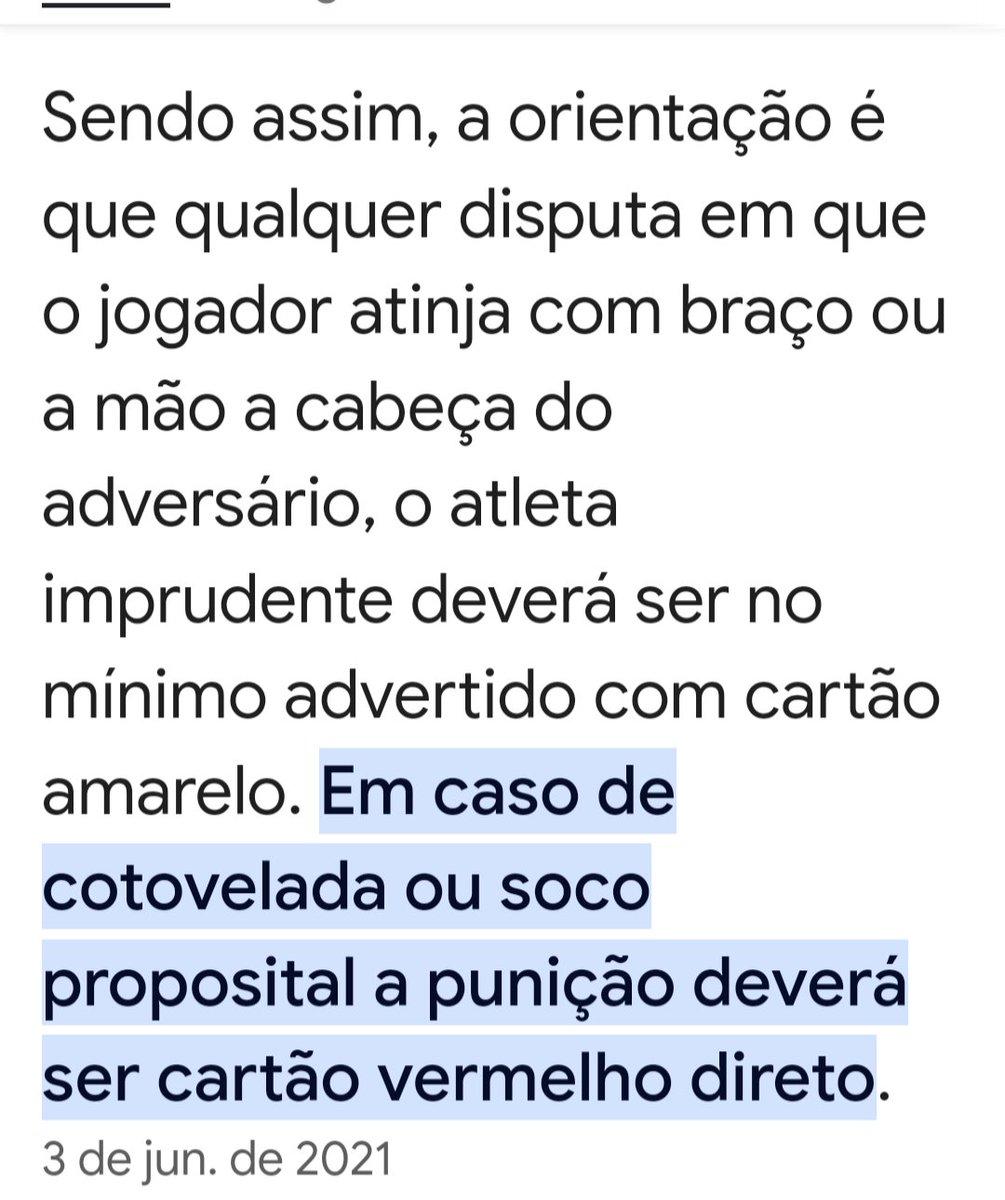 Sendo assim, a orientação é
que qualquer disputa em que
o jogador atinja com braço ou
a mão a cabeça do
adversário, o atleta
imprudente deverá ser no
mínimo advertido com cartão
amarelo. Em caso de
cotovelada ou soco
proposital a punição deverá
ser cartão vermelho direto.
3 de jun. de 2021